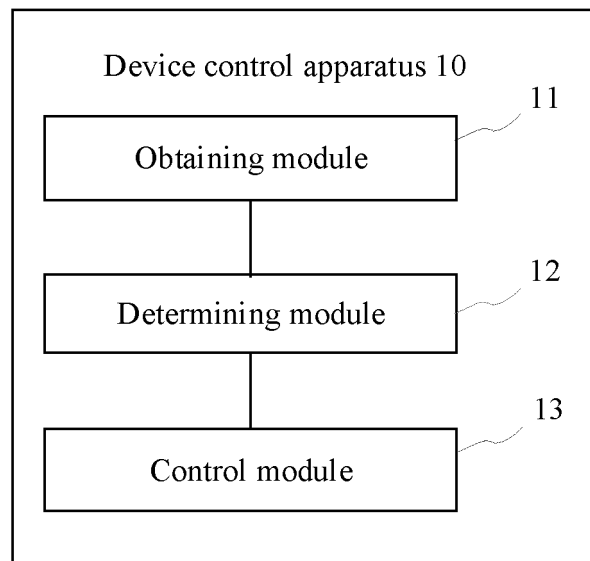 Device control apparatus 10
11
Obtaining module
12
Determining module
13
Control module